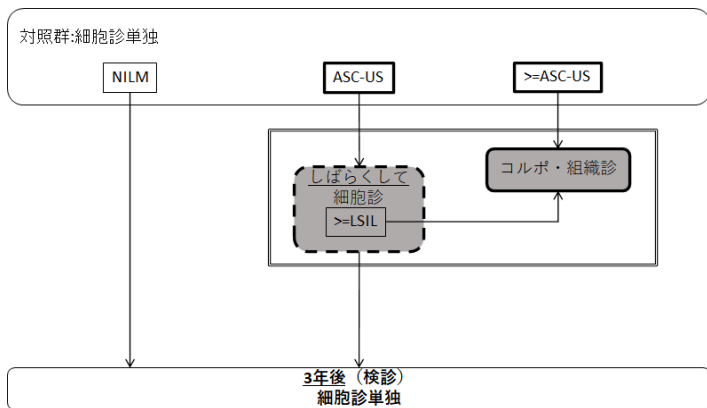 対照群:細胞診単独
NILM
ASC-US
>=ASC-US
コルポ・組織診
しばらくして
細胞診
>=LSIL
3年後（検診）
細胞診単独